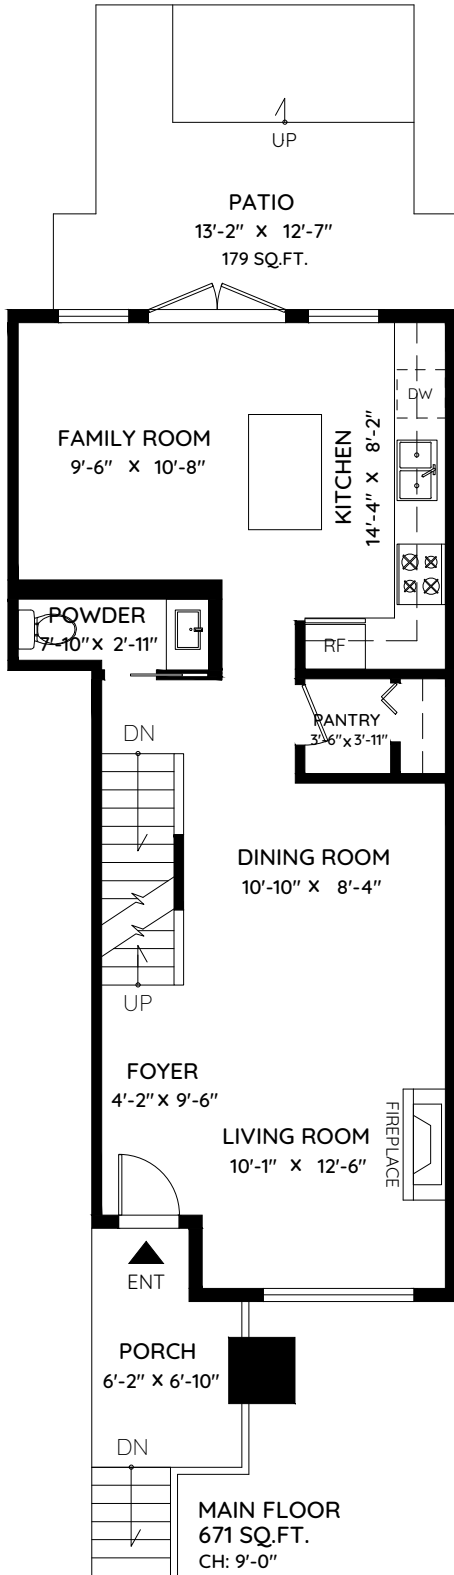 UP
PATIO
13'-2" X 12'-7"
179 SQ.FT.
DW
FAMILY ROOM
9'-6" X 10'-8"
KITCHEN
14'-4" X 8'-2"
POWDER
7'-10" X 2'-11"
RF
PANTRY
3'-6" X 3'-11"
DN
DINING ROOM
10'-10" X 8'-4"
UP
FOYER
4'-2" X 9'-6"
FIREPLACE
LIVING ROOM
10'-1" X 12'-6"
ENT
PORCH
6'-2" X 6'-10"
DN
MAIN FLOOR
671 SQ.FT.
CH: 9'-0"